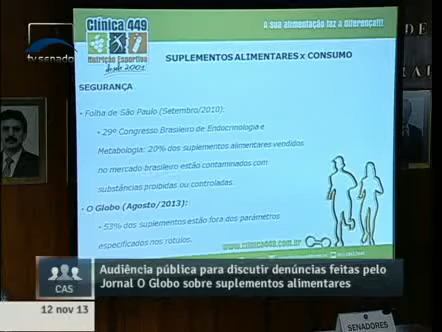 Clínica 449
Nutrição Esportiva
desde 2001
A sua alimentação faz a diferença!!!
tv.senado
SUPLEMENTOS ALIMENTARES x CONSUMO
SEGURANÇA
• Folha de São Paulo (Setembro/2010):
• 29º Congresso Brasileiro de Endocrinologia e
Metabologia: 20% dos suplementos alimentares vendidos
no mercado brasileiro estão contaminados com
substâncias proibidas ou controladas.
• O Globo (Agosto/2013):
• 53% dos suplementos estão fora dos parâmetros
especificados nos rótulos.
www.clinica449.com.br
CAS
Audiência pública para discutir denúncias feitas pelo
Jornal O Globo sobre suplementos alimentares
12 nov 13
SENADORES